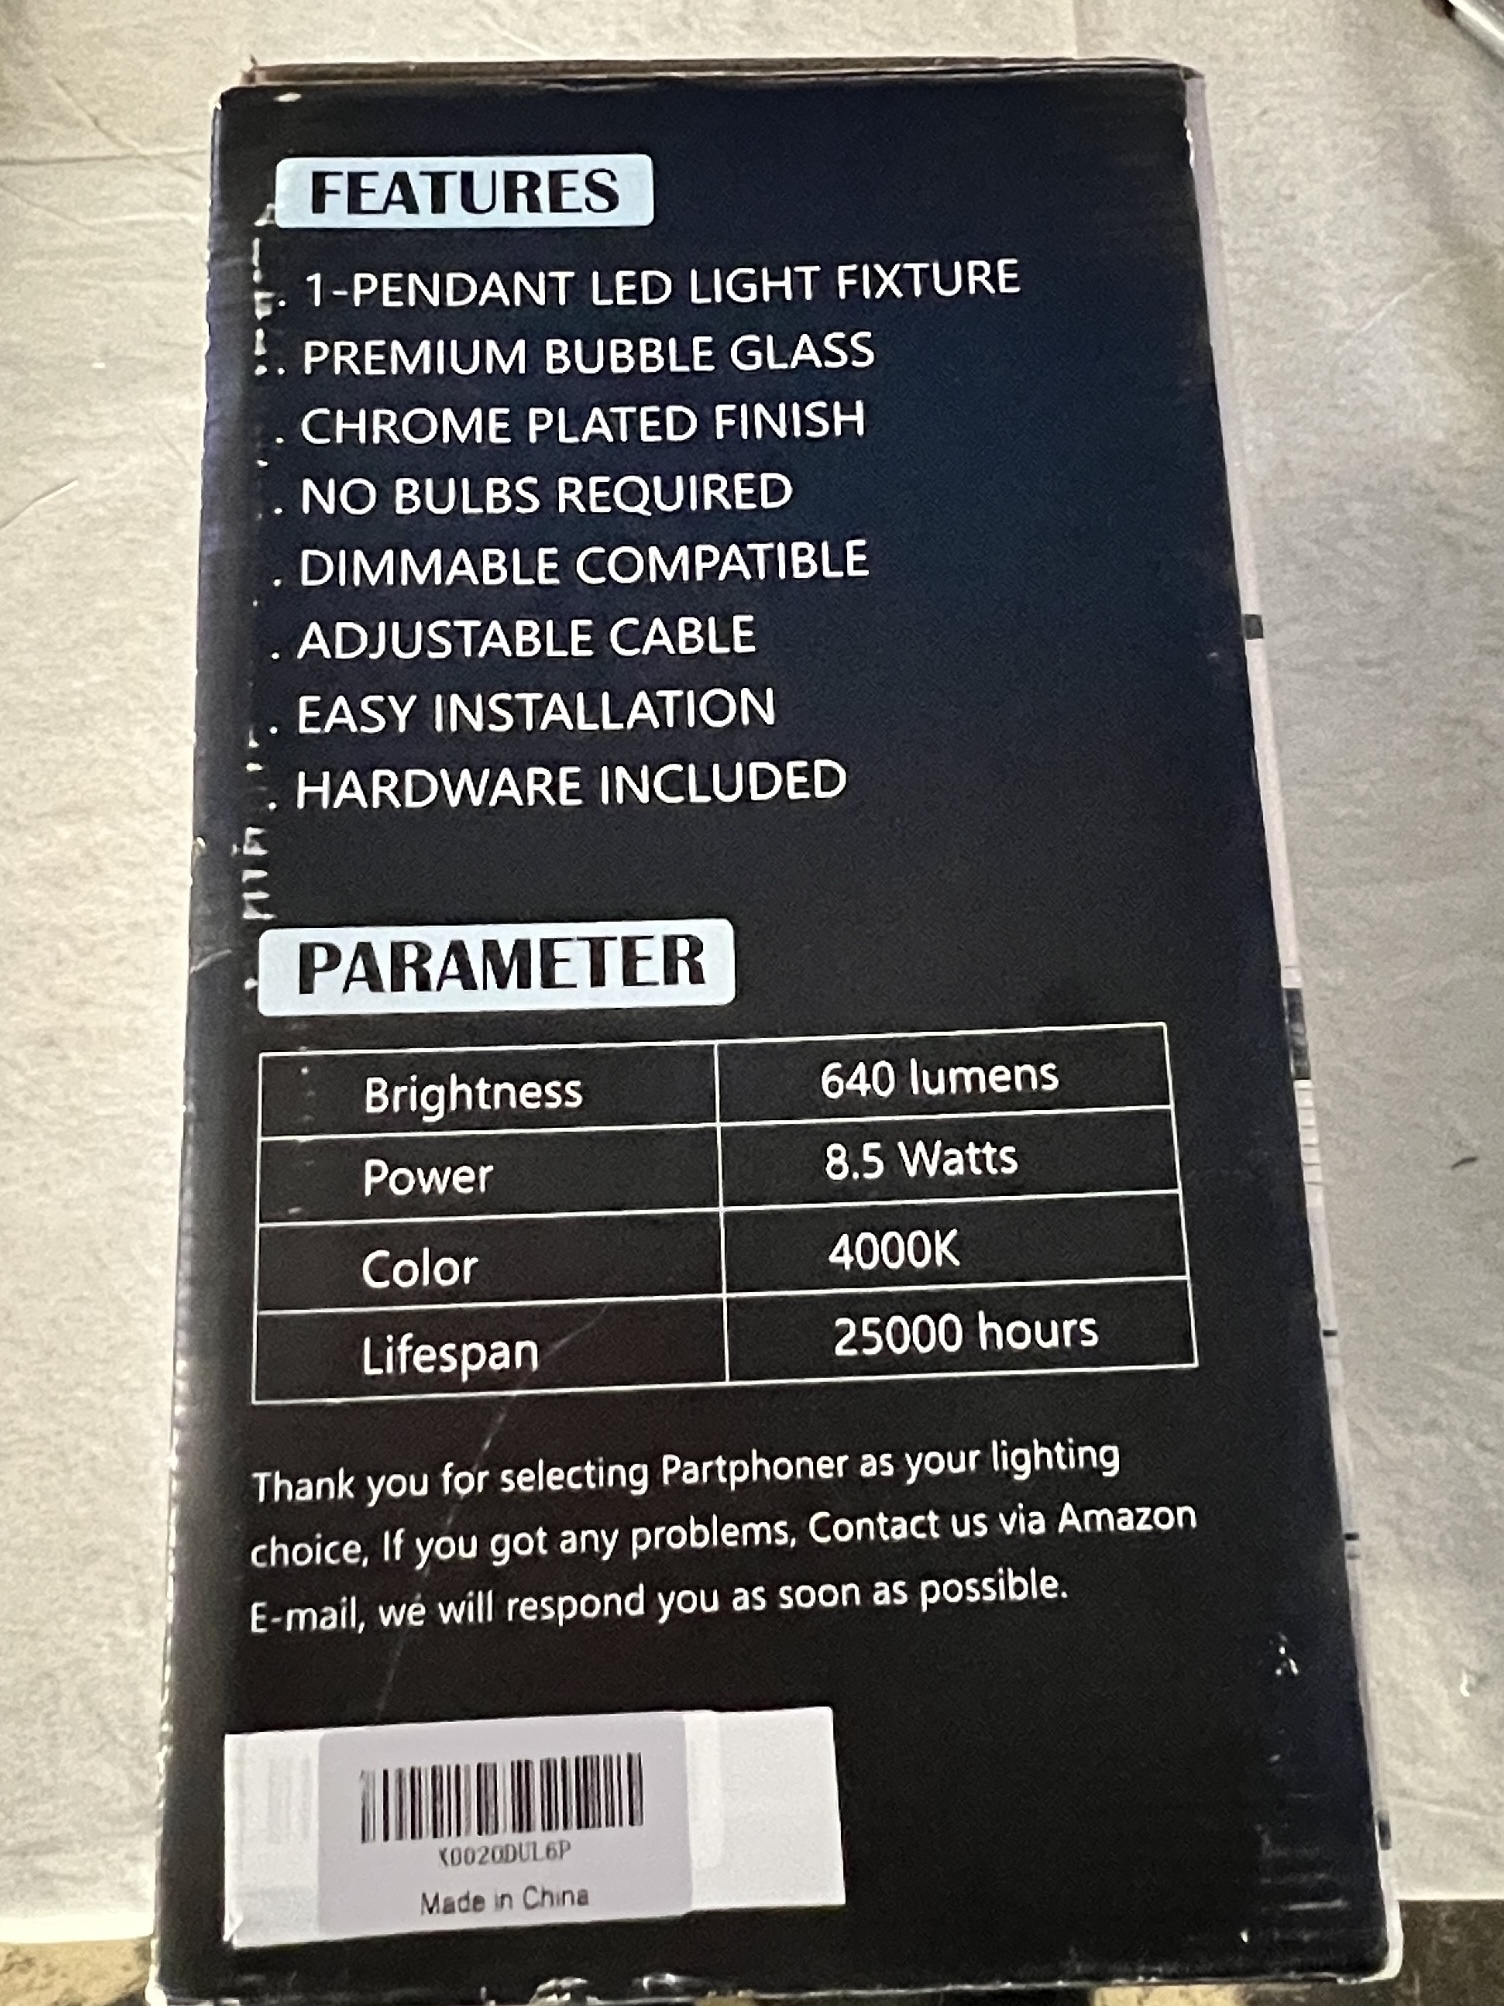 FEATURES
. 1-PENDANT LED LIGHT FIXTURE
. PREMIUM BUBBLE GLASS
. CHROME PLATED FINISH
. NO BULBS REQUIRED
. DIMMABLE COMPATIBLE
. ADJUSTABLE CABLE
. EASY INSTALLATION
. HARDWARE INCLUDED
PARAMETER
Brightness 640 lumens
Power 8.5 Watts
Color 4000K
Lifespan 25000 hours
Thank you for selecting Partphoner as your lighting
choice, If you got any problems, Contact us via Amazon
E-mail, we will respond you as soon as possible.
X0020DUL6P
Made in China